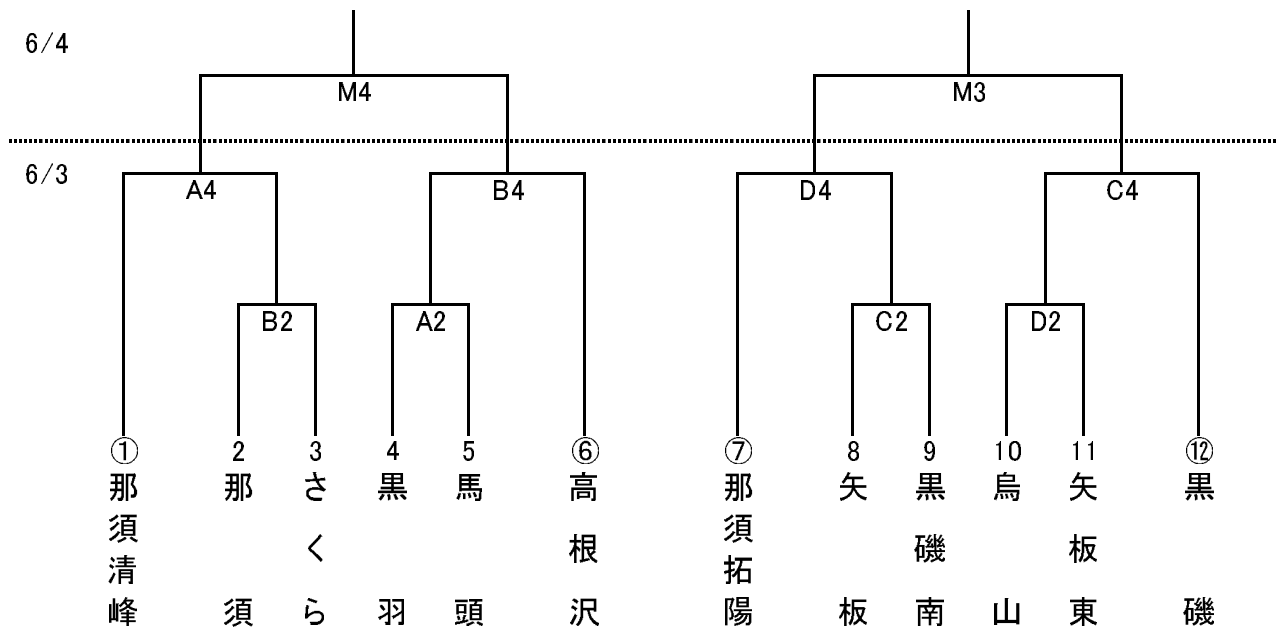 6/4
M4
M3
6/3
A4
B4
D4
C4
B2
A2
C2
D2
①
2
3
4
5
⑥
⑦
8
9
10
11
⑫
那須清峰
那須
さくら
黒羽
馬頭
高根沢
那須拓陽
矢板
黒磯南
烏山
矢板東
黒磯